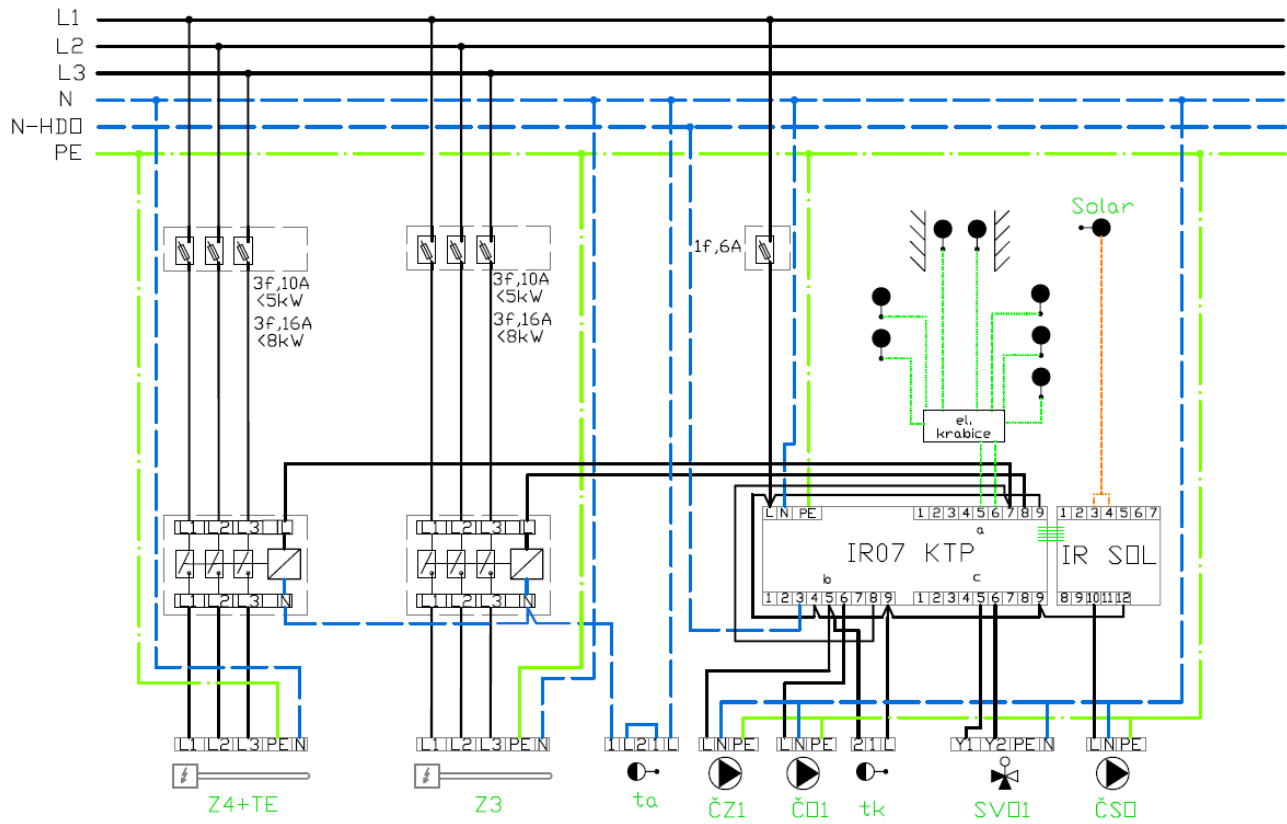 L1
L2
L3
N
N-HDO
PE
Solar
1f,6A
3f,10A
<5kW
3f,16A
<8kW
3f,10A
<5kW
3f,16A
<8kW
el.
krabice
L1 L2 L3 L
L1 L2 L3 L
L N PE
1 2 3 4 5 6 7 8 9
1 2 3 4 5 6 7
a
IR07 KTP
IR SOL
b
c
L1 L2 L3 N
L1 L2 L3 N
1 2 3 4 5 6 7 8 9
1 2 3 4 5 6 7 8 9
8 9 10 11 12
L1 L2 L3 PE N
L1 L2 L3 PE N
1 L2 1 L
L N PE
L N PE
2 1 L
Y1 Y2 PE N
L N PE
Z4+TE
Z3
ta
ČZ1
ČO1
tk
SVO1
ČSO